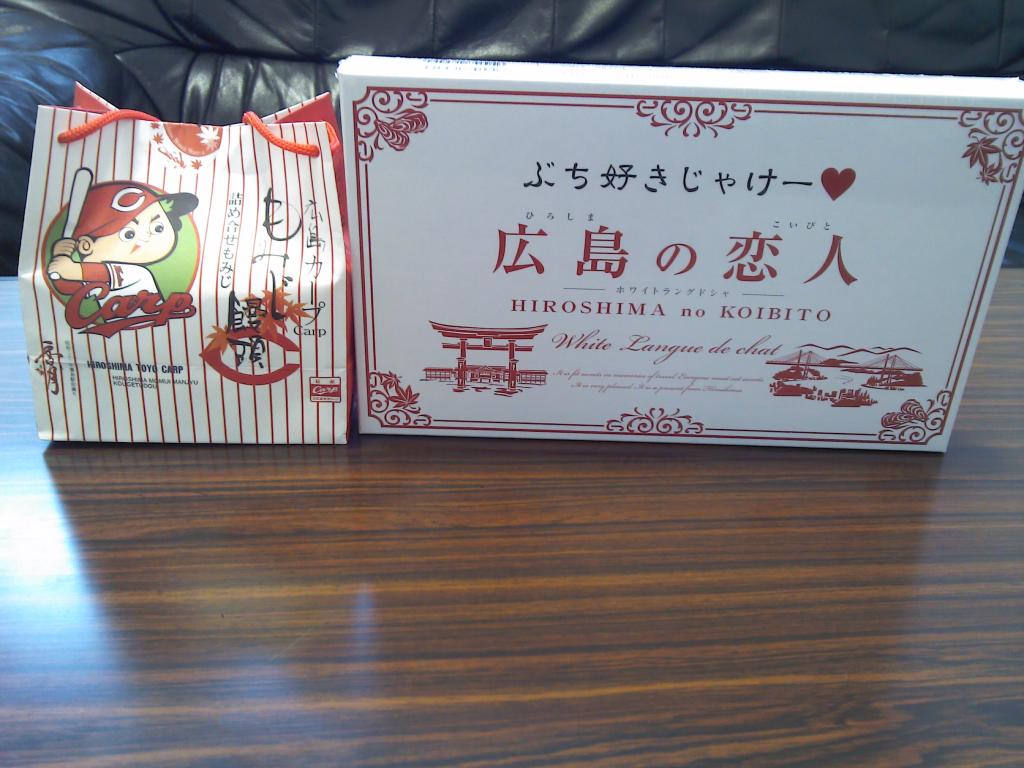 広島カープ
もみじ饅頭
Carp
詰め合せもみじ
C
Carp
HIROSHIMA TOYO CARP
HIROSHIMA MOMIJI MANJYU
ぶち好きじゃけー♥
ひろしま こいびと
広島の恋人
ホワイトラングドシャ
HIROSHIMA no KOIBITO
White Langue de chat